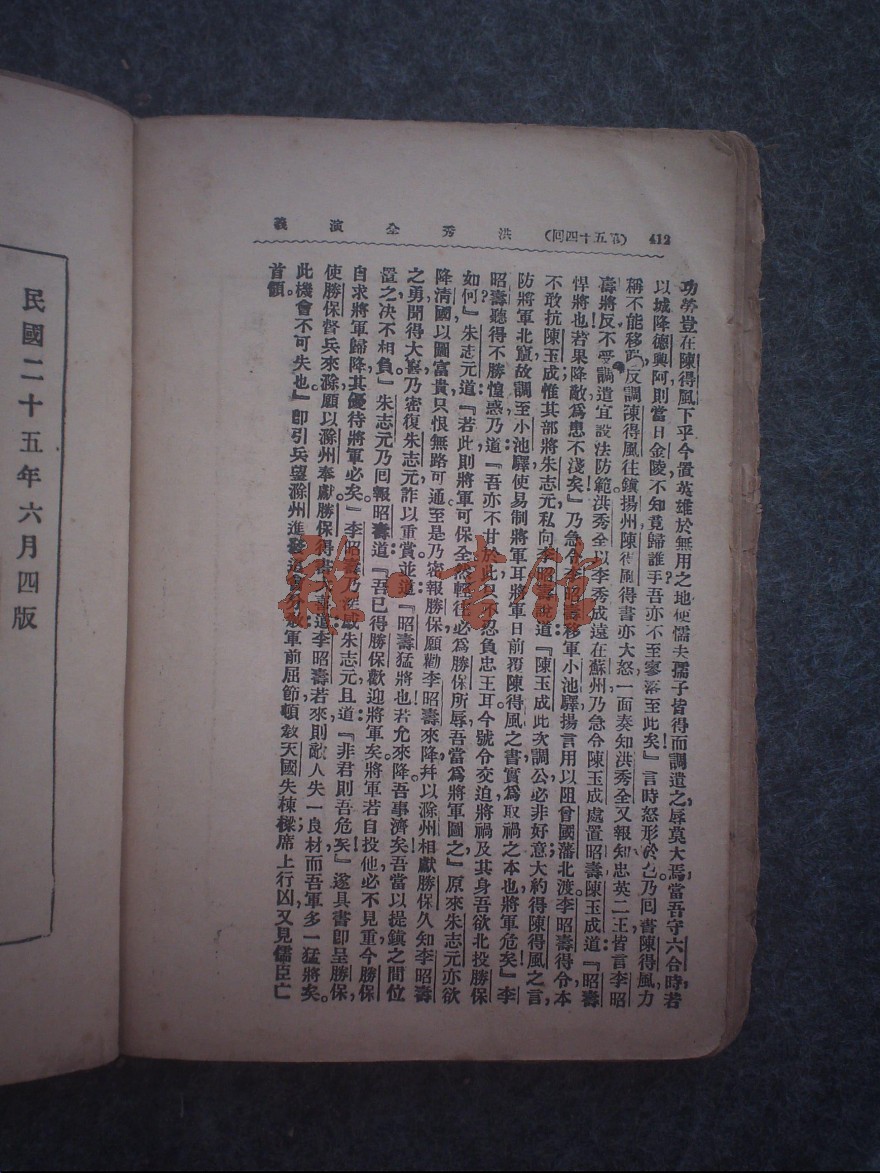 412 (第五十四回) 洪秀全演義
功勞豈在陳得風下乎今置英雄於無用之地使懦夫孺子皆得而調遣之,辱莫大焉,當吾守六合時,若
以城降德興阿,則當日金陵不知竟歸誰手,吾亦不至寥落至此矣』言時怒形於色,乃回書陳得風,力
稱不能移師,反調陳得風往鎮揚州,陳得風得書亦大怒,一面奏知洪秀全,又報知忠英二王,皆言李昭
壽將反,不受調遣,宜設法防範,洪秀全以李秀成遠在蘇州,乃急令陳玉成處置昭壽,陳玉成道:『昭壽
悍將也,若果降敵,為患不淺矣』乃急令李昭壽移軍小池驛,揚言用以阻曾國藩北渡,李昭壽得令,本
不敢抗陳玉成,惟其部將朱志元私向李昭壽說道:『陳玉成此次調公,必非好意,大約得陳得風之言,
防將軍北竄,故調至小池驛,使易制將軍耳,將軍日前覆陳得風之書,實為取禍之本也,將軍危矣』李
昭壽聽得,不勝惶惑,乃道:『吾亦不甘於此,只不忍負忠王耳,今號令交迫,將禍及其身,吾欲北投勝保
如何?』朱志元道:『若此則將軍可保全,然輕往必為勝保所辱,吾當為將軍圖之』原來朱志元亦欲
降清國以圖富貴,只恨無路可通,至是乃密報勝保,願勸李昭壽來降,并以滁州相獻,勝保久知李昭壽
之勇,聞得大喜,乃密復朱志元,詐以重賞,並道:『昭壽猛將也,若允來降,吾事濟矣,吾當以提鎮之間位
置之,決不相負』朱志元乃回報昭壽道:『吾已得勝保歡迎將軍矣,將軍若自投他,必不見重,今勝保
自求將軍歸降,其優待將軍必矣』李昭壽乃深感朱志元,且道:『非君則吾危矣』遂具書即呈勝保,
使勝保督兵來滁,願以滁州奉獻,勝保得書大喜道:『李昭壽若來,則敵人失一良材,而吾軍多一猛將矣,
此機會不可失也』即引兵望滁州進發,這會分教:軍前屈節,頓敎天國失棟樑,席上行凶,又見儒臣亡
首領。
民國二十五年六月四版
雅·書館